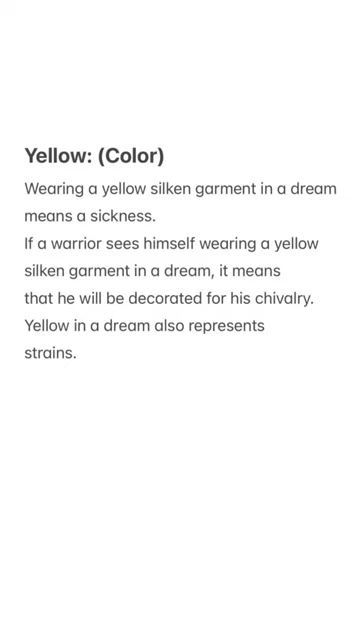 Yellow: (Color)
Wearing a yellow silken garment in a dream
means a sickness.
If a warrior sees himself wearing a yellow
silken garment in a dream, it means
that he will be decorated for his chivalry.
Yellow in a dream also represents
strains.